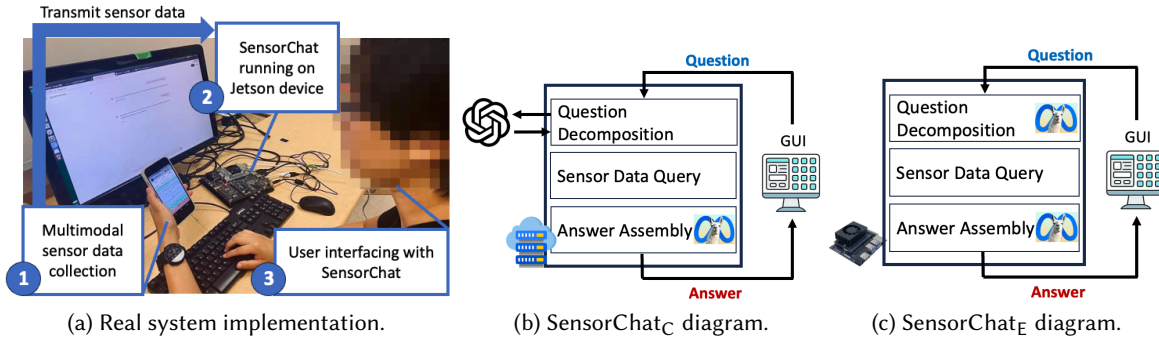 Transmit sensor data
SensorChat
running on
Jetson device
2
Multimodal
sensor data
collection
1
User interfacing with
SensorChat
3
(a) Real system implementation.
Question
Question
Decomposition
Sensor Data Query
Answer Assembly
GUI
Answer
(b) SensorChatC diagram.
Question
Question
Decomposition
Sensor Data Query
Answer Assembly
GUI
Answer
(c) SensorChatE diagram.